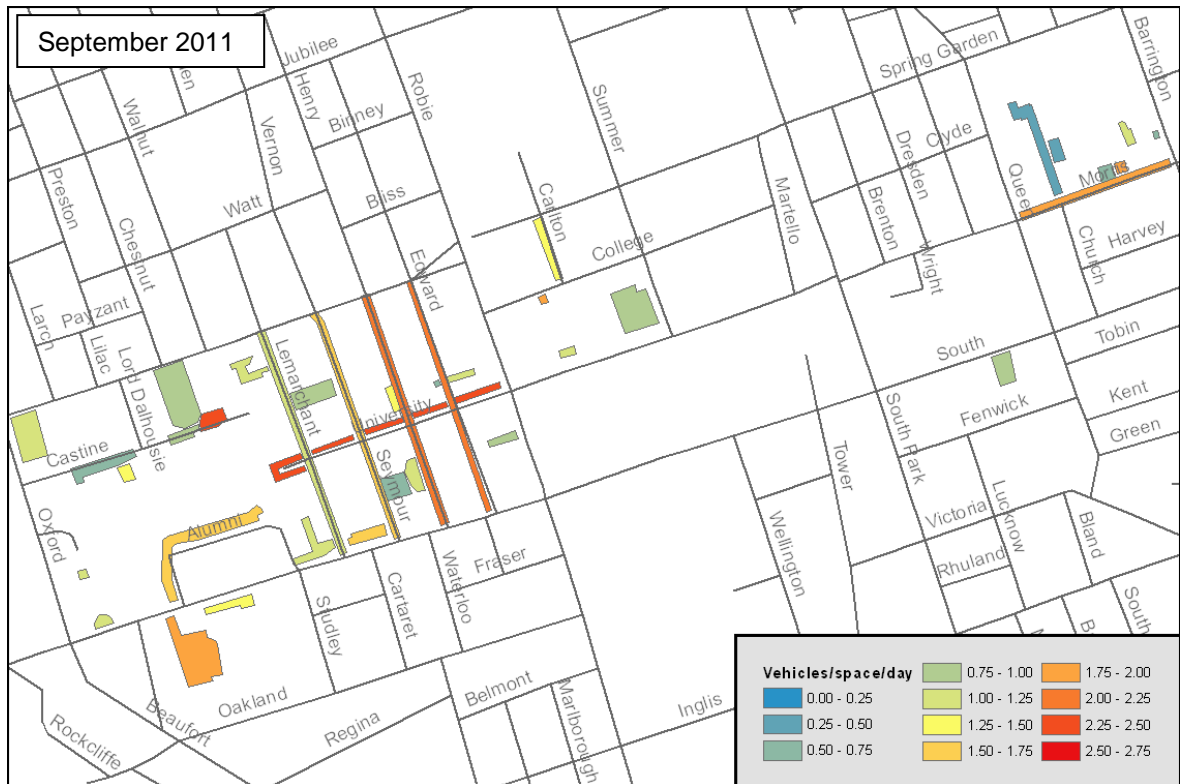 September 2011
Jubilee
Henry
Robie
Walnut
Vernon
Binney
Summer
Spring Garden
Barrington
Preston
Chestnut
Watt
Bliss
Carlton
College
Martello
Dresden
Clyde
Brenton
Queen
Morris
Wright
Church
Harvey
Edward
Larch
Payzant
Lilac
Lord Dalhousie
Lemarchant
University
Seymour
South
Tobin
Fenwick
Kent
Green
Castine
Oxford
Alumni
South Park
Tower
Victoria
Lucknow
Bland
Rhuland
Wellington
Waterloo
Fraser
Cartaret
Studley
South
Beaufort
Oakland
Rockcliffe
Regina
Belmont
Marlborough
Inglis
Vehicles/space/day
0.00 - 0.25
0.25 - 0.50
0.50 - 0.75
0.75 - 1.00
1.00 - 1.25
1.25 - 1.50
1.50 - 1.75
1.75 - 2.00
2.00 - 2.25
2.25 - 2.50
2.50 - 2.75